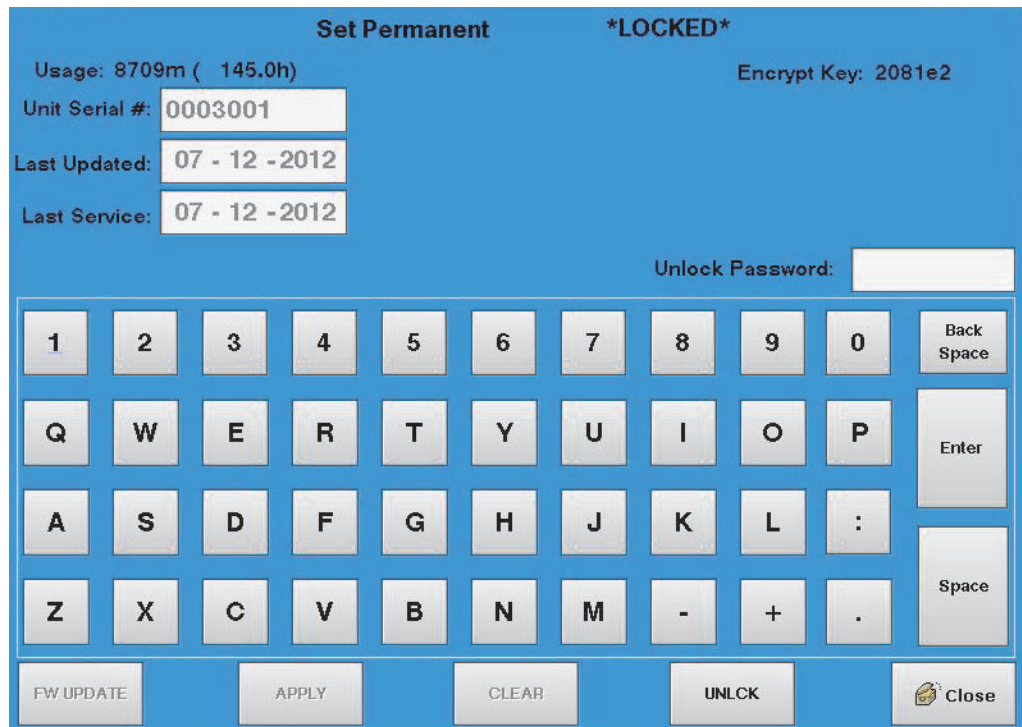 Set Permanent *LOCKED*
Usage: 8709m ( 145.0h) Encrypt Key: 2081e2
Unit Serial #: 0003001
Last Updated: 07 - 12 -2012
Last Service: 07 - 12 -2012
Unlock Password:
1 2 3 4 5 6 7 8 9 0 Back Space
Q W E R T Y U I O P Enter
A S D F G H J K L :
Z X C V B N M - + . Space
FW UPDATE APPLY CLEAR UNLCK Close